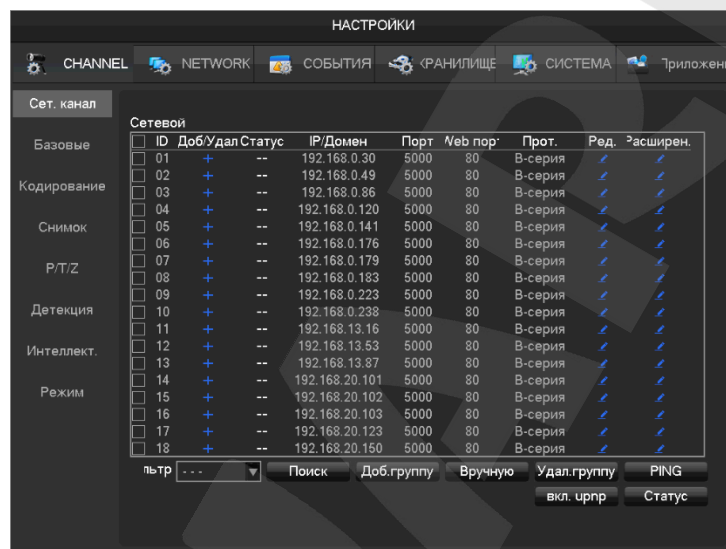 НАСТРОЙКИ
CHANNEL NETWORK СОБЫТИЯ ХРАНИЛИЩЕ СИСТЕМА Приложен
Сет. канал
Базовые
Кодирование
Снимок
P/T/Z
Детекция
Интеллект.
Режим
Сетевой
ID Доб/Удал Статус IP/Домен Порт Web порт Прот. Ред. Расширен.
01 + -- 192.168.0.30 5000 80 В-серия
02 + -- 192.168.0.49 5000 80 В-серия
03 + -- 192.168.0.86 5000 80 В-серия
04 + -- 192.168.0.120 5000 80 В-серия
05 + -- 192.168.0.141 5000 80 В-серия
06 + -- 192.168.0.176 5000 80 В-серия
07 + -- 192.168.0.179 5000 80 В-серия
08 + -- 192.168.0.183 5000 80 В-серия
09 + -- 192.168.0.223 5000 80 В-серия
10 + -- 192.168.0.238 5000 80 В-серия
11 + -- 192.168.13.16 5000 80 В-серия
12 + -- 192.168.13.53 5000 80 В-серия
13 + -- 192.168.13.87 5000 80 В-серия
14 + -- 192.168.20.101 5000 80 В-серия
15 + -- 192.168.20.102 5000 80 В-серия
16 + -- 192.168.20.103 5000 80 В-серия
17 + -- 192.168.20.123 5000 80 В-серия
18 + -- 192.168.20.150 5000 80 В-серия
льтр - - - Поиск Доб.группу Вручную Удал.группу PING
вкл. upnp Статус